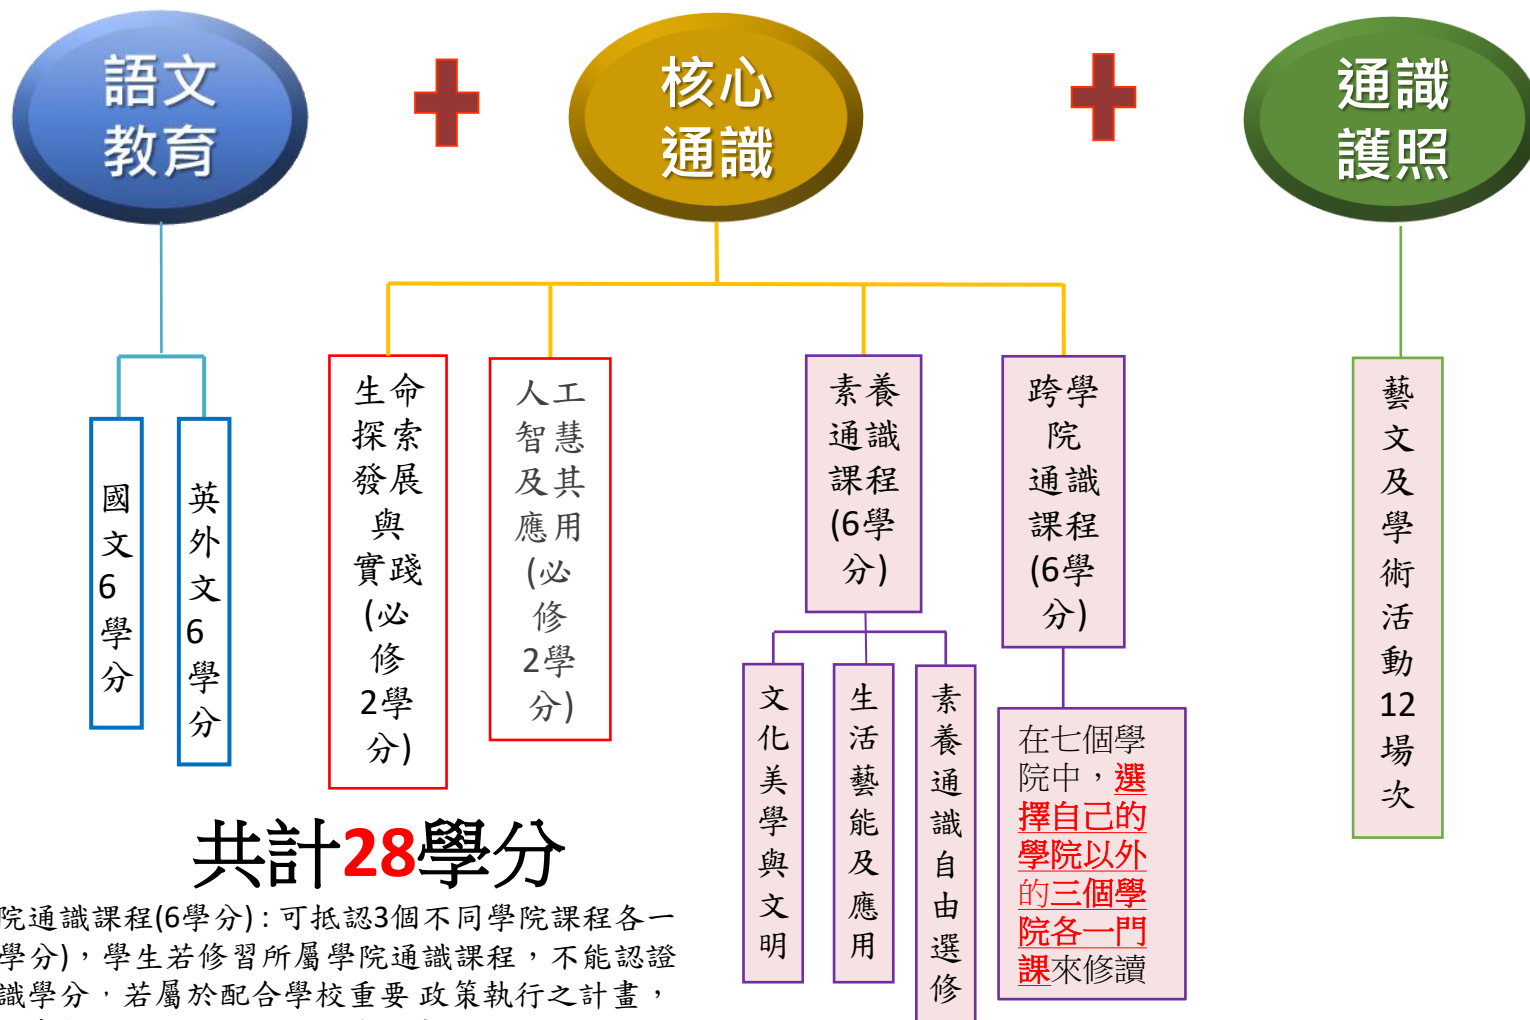 語文
教育
核心
通識
通識
護照
國
文
6
學
分
英
外
文
6
學
分
生命
探索
發展
與
實踐
(必
修
2學
分)
人工
智慧
及其
應用
(必
修
2學
分)
素養
通識
課程
(6學
分)
文
化
美
學
與
文
明
生
活
藝
能
及
應
用
素
養
通
識
自
由
選
修
跨學
院
通識
課程
(6學
分)
在七個學
院中，選
擇自己的
學院以外
的三個學
院各一門
課來修讀
藝
文
及
學
術
活
動
12
場
次
共計28學分
院通識課程(6學分)：可抵認3個不同學院課程各一
學分)，學生若修習所屬學院通識課程，不能認證
識學分，若屬於配合學校重要 政策執行之計畫，